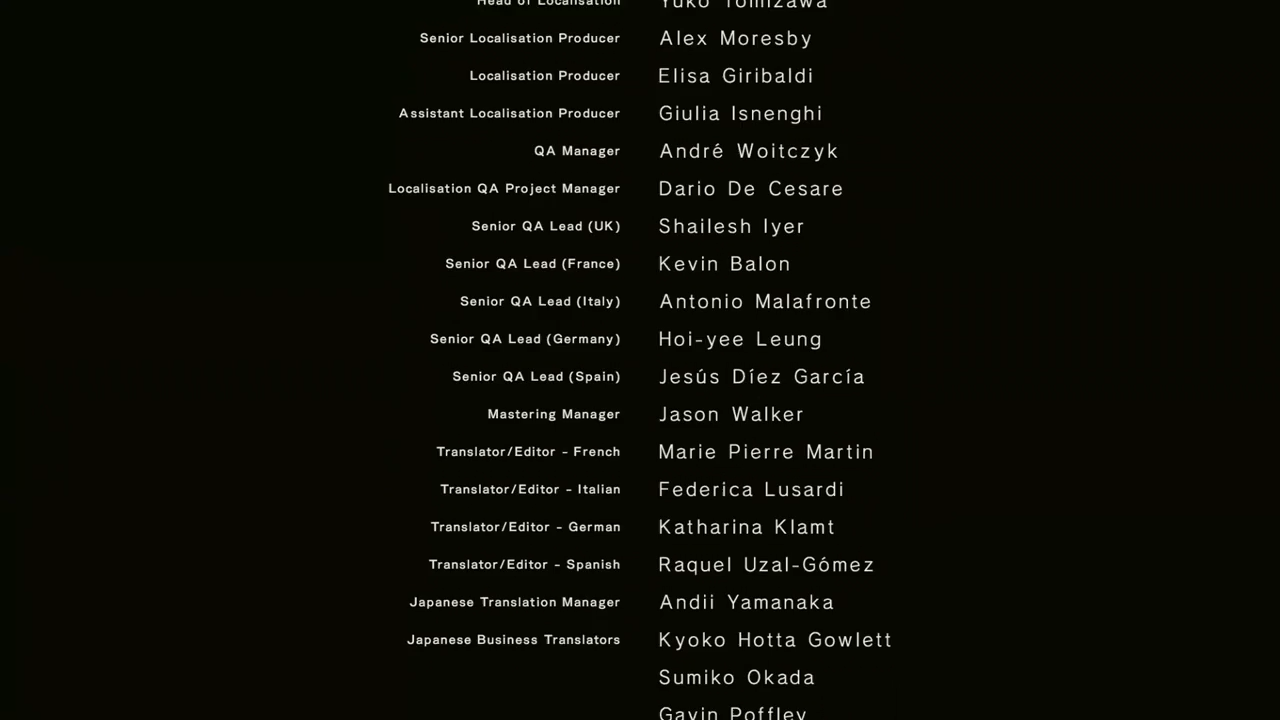 Head of Localisation Yuko Tomizawa
Senior Localisation Producer Alex Moresby
Localisation Producer Elisa Giribaldi
Assistant Localisation Producer Giulia Isnenghi
QA Manager André Woitczyk
Localisation QA Project Manager Dario De Cesare
Senior QA Lead (UK) Shailesh Iyer
Senior QA Lead (France) Kevin Balon
Senior QA Lead (Italy) Antonio Malafronte
Senior QA Lead (Germany) Hoi-yee Leung
Senior QA Lead (Spain) Jesús Díez García
Mastering Manager Jason Walker
Translator/Editor - French Marie Pierre Martin
Translator/Editor - Italian Federica Lusardi
Translator/Editor - German Katharina Klamt
Translator/Editor - Spanish Raquel Uzal-Gómez
Japanese Translation Manager Andii Yamanaka
Japanese Business Translators Kyoko Hotta Gowlett
Sumiko Okada
Gavin Poffley